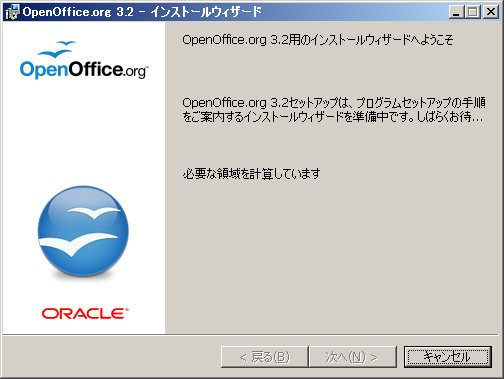 OpenOffice.org 3.2 - インストールウィザード
OpenOffice.org
OpenOffice.org 3.2用のインストールウィザードへようこそ
OpenOffice.org 3.2セットアップは、プログラムセットアップの手順
をご案内するインストールウィザードを準備中です。しばらくお待...
必要な領域を計算しています
ORACLE
< 戻る(B)
次へ(N) >
キャンセル